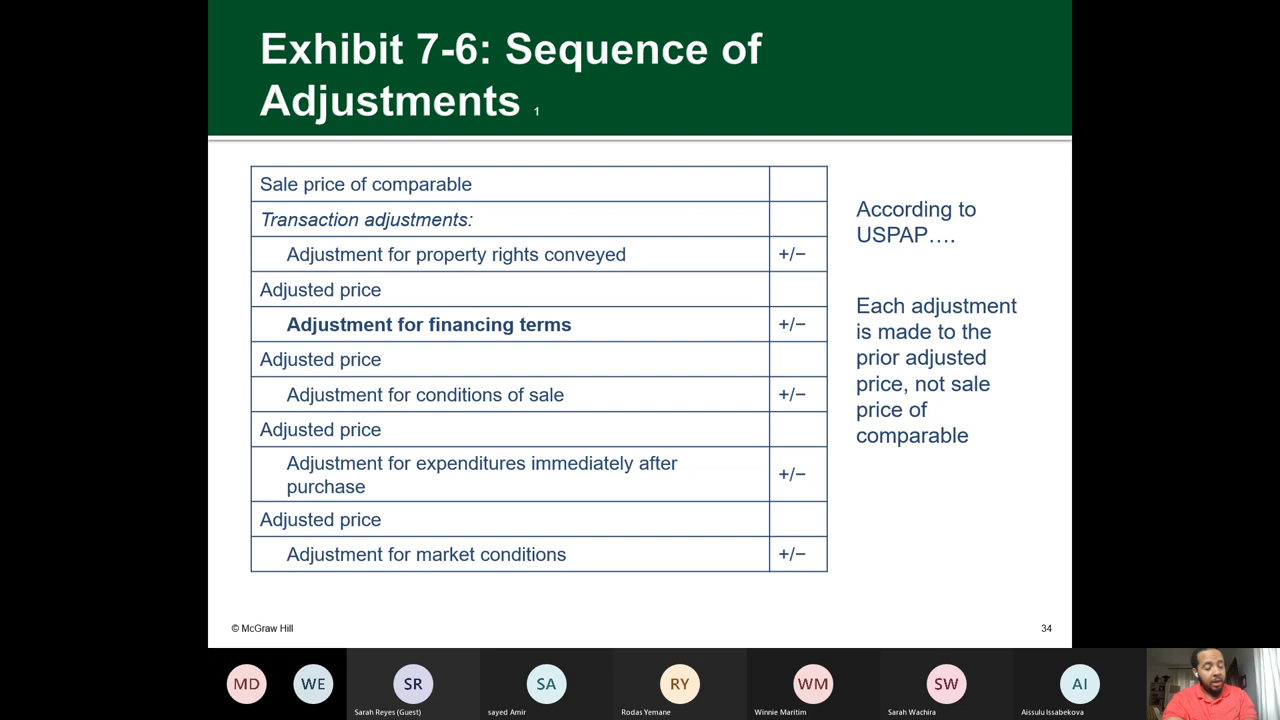 Exhibit 7-6: Sequence of
Adjustments 1
Sale price of comparable
Transaction adjustments:
Adjustment for property rights conveyed +/−
Adjusted price
Adjustment for financing terms +/−
Adjusted price
Adjustment for conditions of sale +/−
Adjusted price
Adjustment for expenditures immediately after
purchase +/−
Adjusted price
Adjustment for market conditions +/−
According to
USPAP….
Each adjustment
is made to the
prior adjusted
price, not sale
price of
comparable
© McGraw Hill
34
MD
WE
SR
SA
RY
WM
SW
AI
Sarah Reyes (Guest)
sayed Amir
Rodas Yemane
Winnie Maritim
Sarah Wachira
Aissulu Issabekova